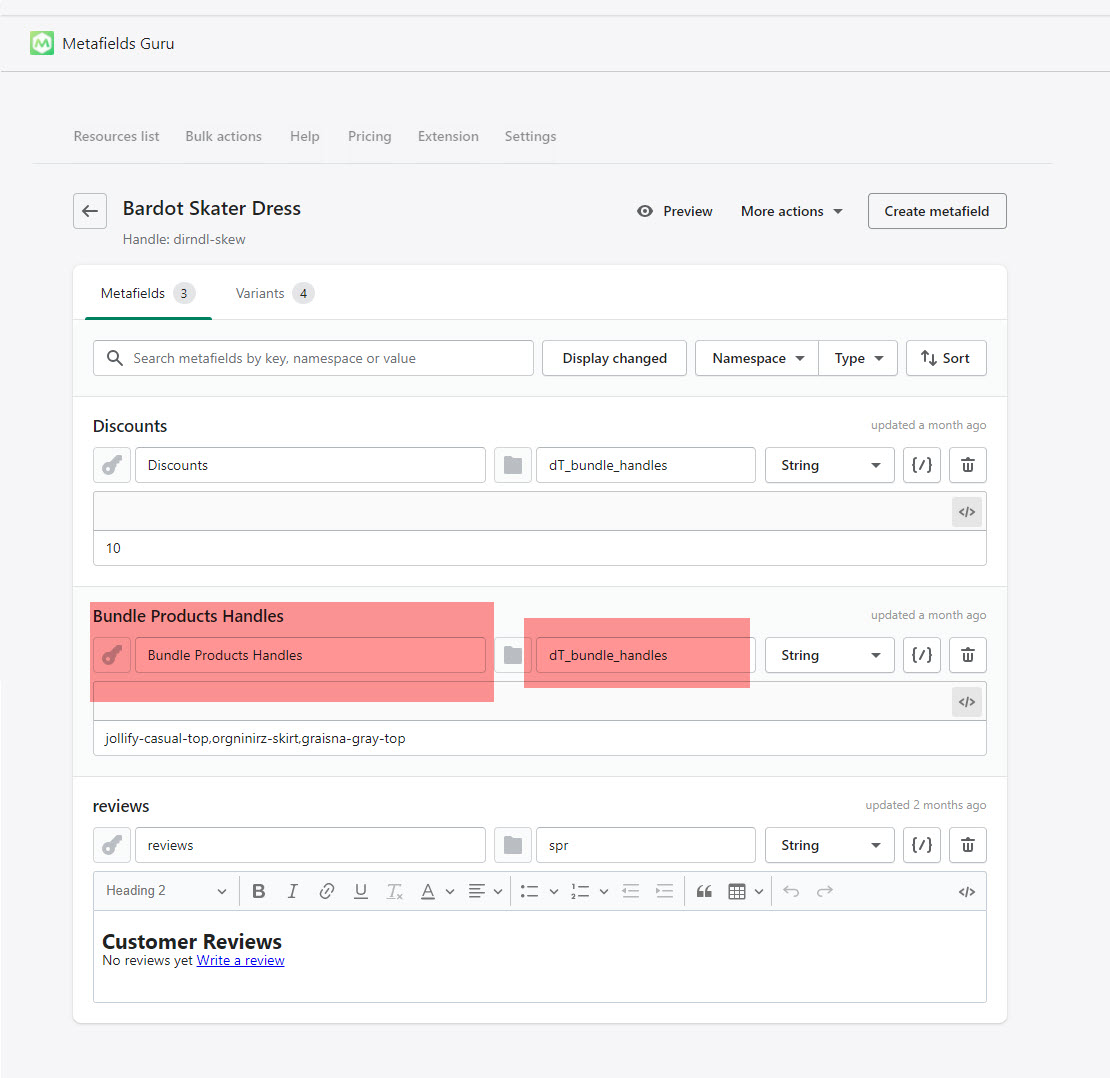 Metafields Guru
Resources list Bulk actions Help Pricing Extension Settings
Bardot Skater Dress
Preview More actions Create metafield
Handle: dirndl-skew
Metafields 3 Variants 4
Search metafields by key, namespace or value Display changed Namespace Type Sort
Discounts updated a month ago
Discounts dT_bundle_handles String {/}
</>
10
Bundle Products Handles updated a month ago
Bundle Products Handles dT_bundle_handles String {/}
</>
jollify-casual-top,orgninirz-skirt,graisna-gray-top
reviews updated 2 months ago
reviews spr String {/}
Heading 2 B I U Tx A </>
Customer Reviews
No reviews yet Write a review